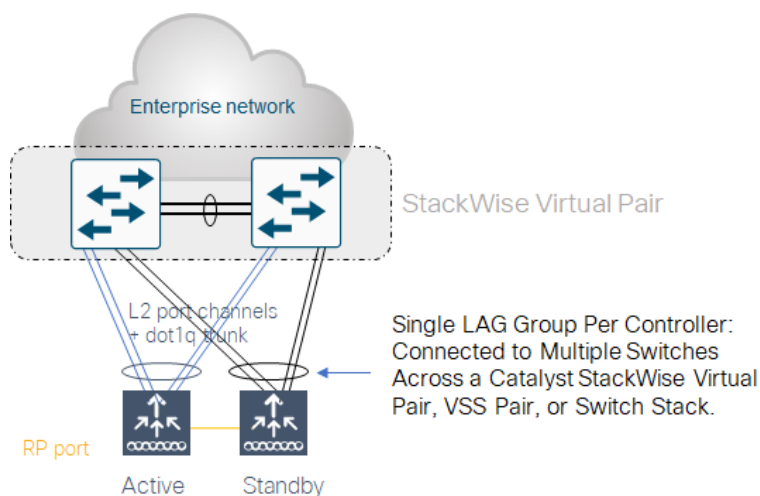 Enterprise network
StackWise Virtual Pair
L2 port channels
+ dot1q trunk
Single LAG Group Per Controller:
Connected to Multiple Switches
Across a Catalyst StackWise Virtual
Pair, VSS Pair, or Switch Stack.
RP port
Active
Standby